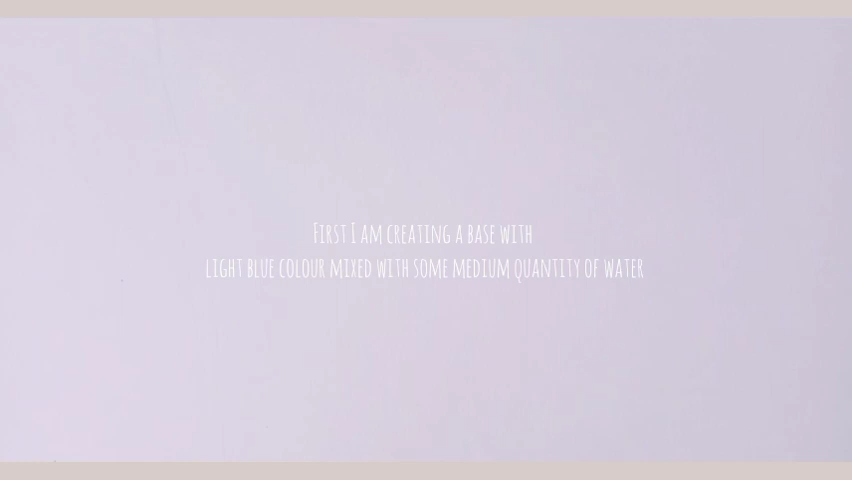 First I am creating a base with
light blue colour mixed with some medium quantity of water